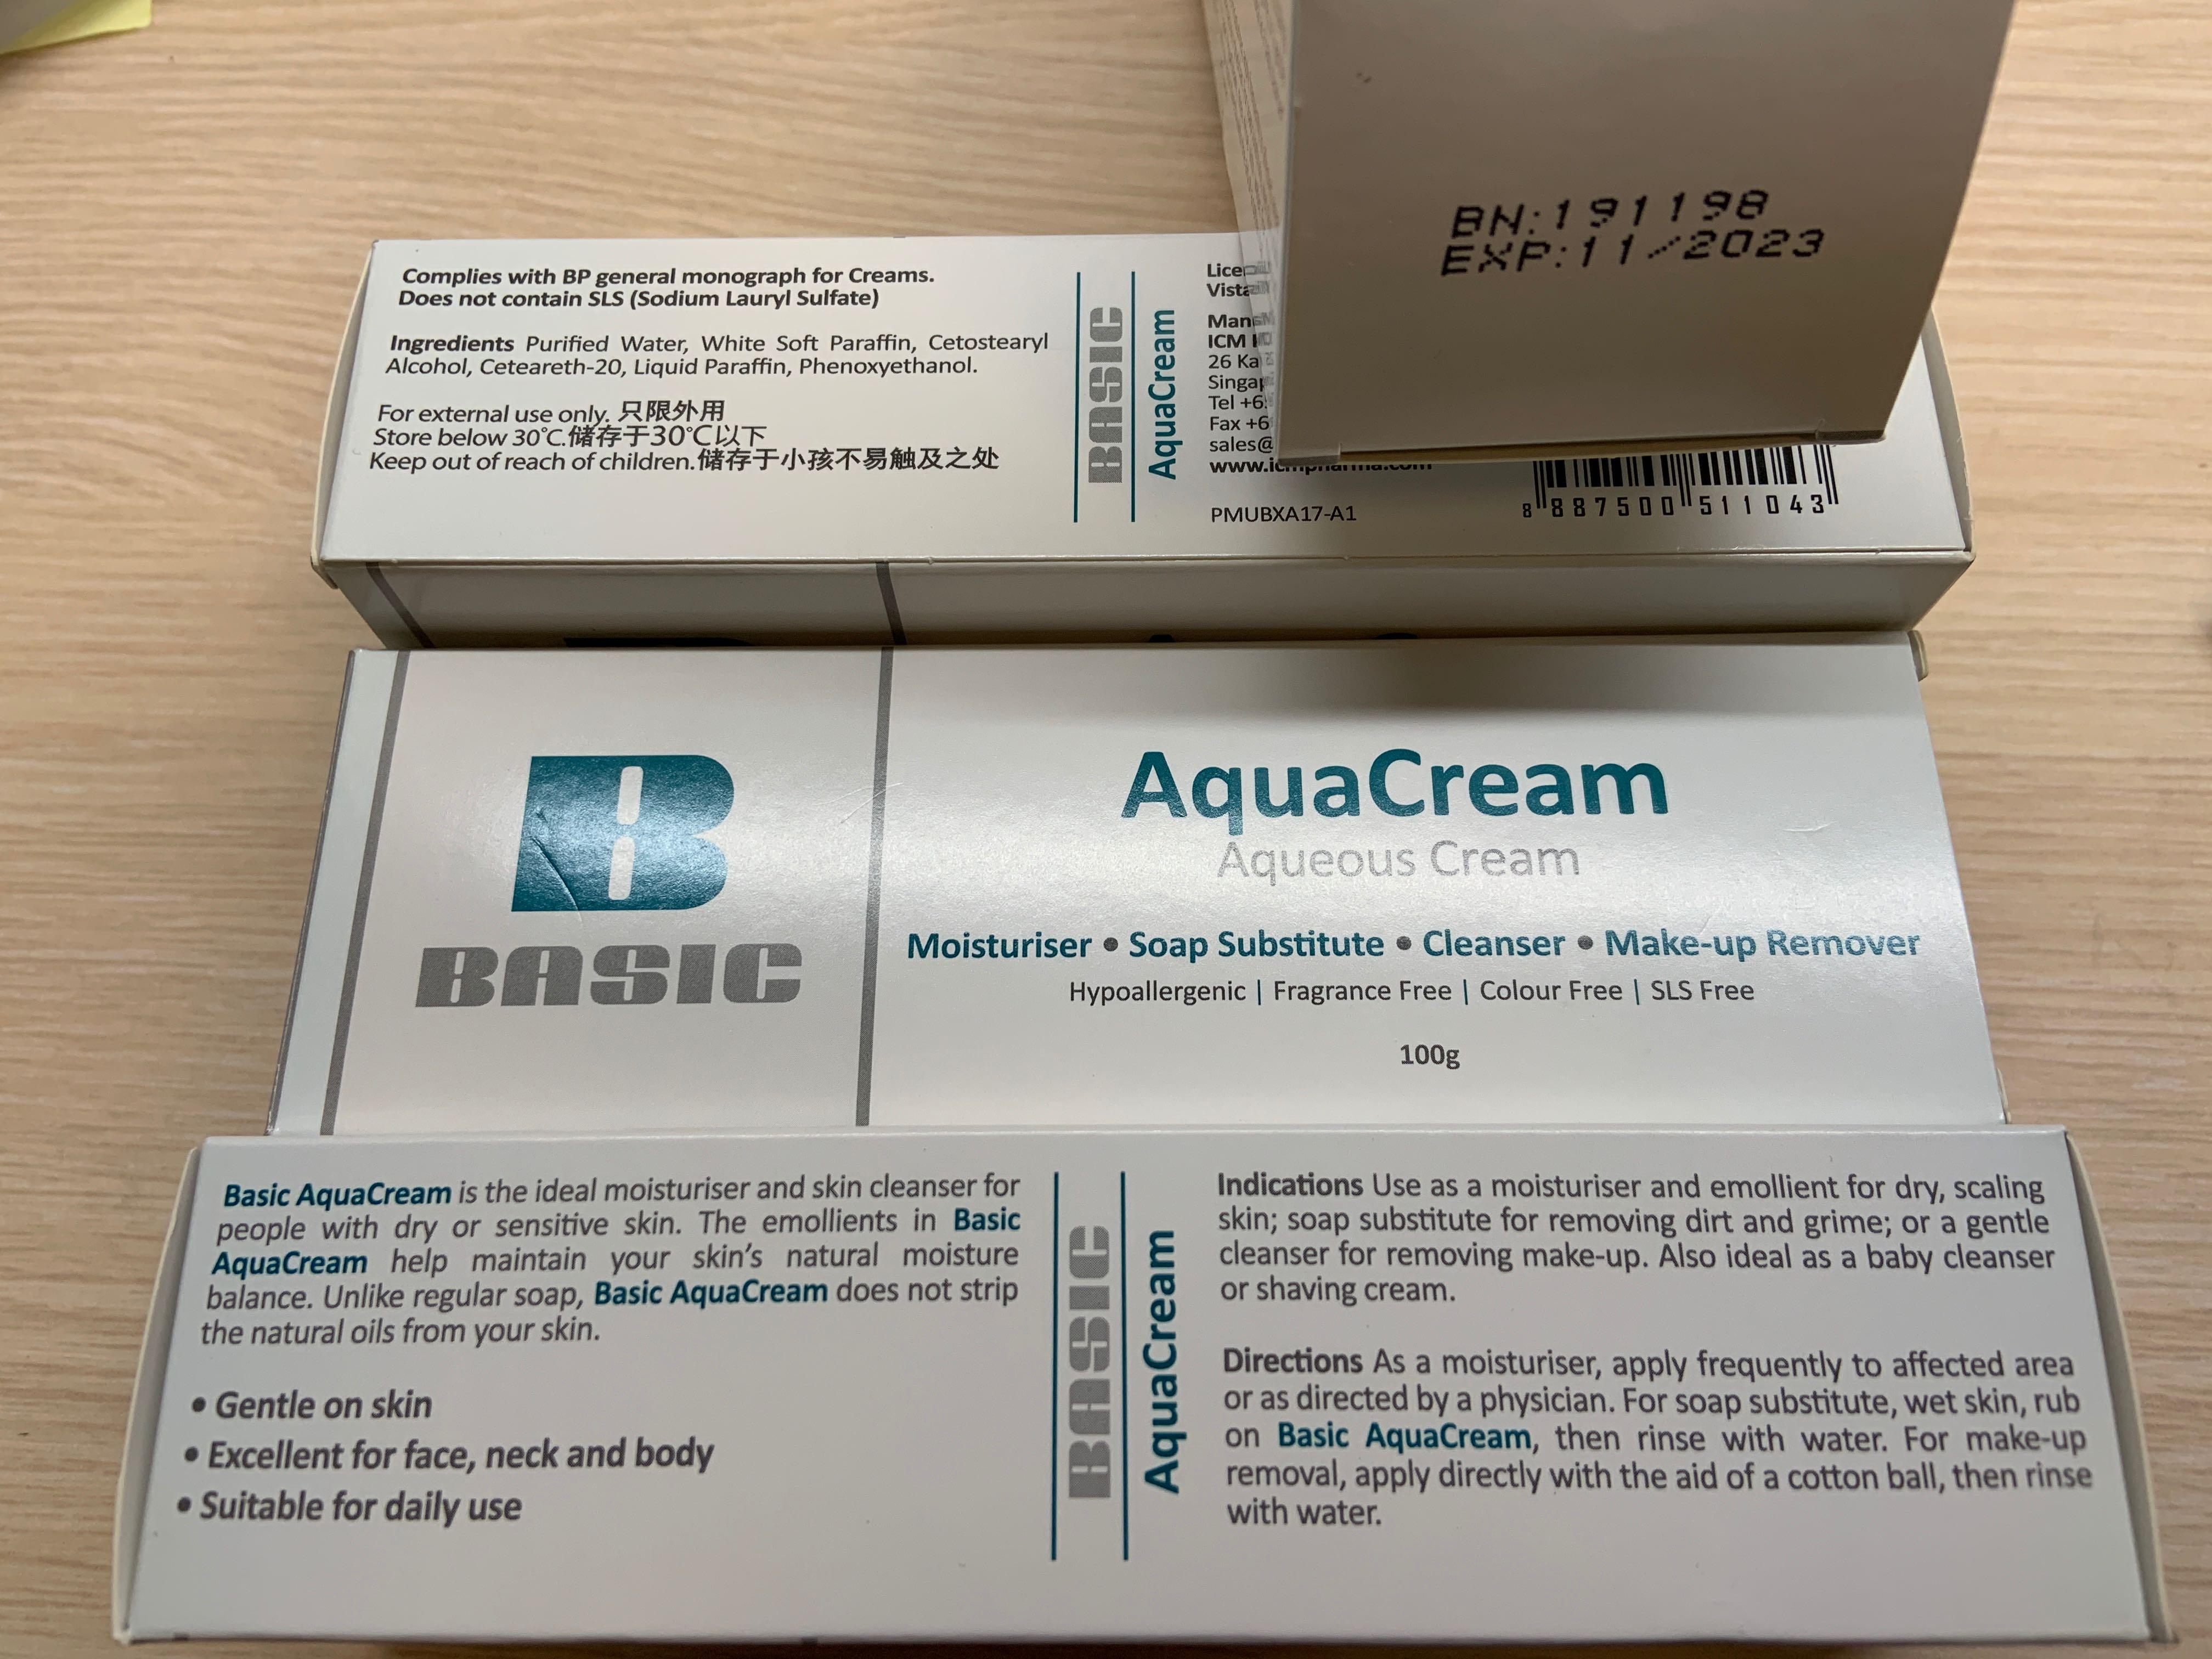 BN:191198
EXP:11/2023
Complies with BP general monograph for Creams.
Does not contain SLS (Sodium Lauryl Sulfate)
Ingredients Purified Water, White Soft Paraffin, Cetostearyl
Alcohol, Ceteareth-20, Liquid Paraffin, Phenoxyethanol.
For external use only. 只限外用
Store below 30°C.储存于30°C以下
Keep out of reach of children.储存于小孩不易触及之处
BASIC
AquaCream
ICM
26
Tel
Fax
sales@
PMUBXA17-A1
8 887500 511043
B
BASIC
AquaCream
Aqueous Cream
Moisturiser • Soap Substitute • Cleanser • Make-up Remover
Hypoallergenic | Fragrance Free | Colour Free | SLS Free
100g
Basic AquaCream is the ideal moisturiser and skin cleanser for
people with dry or sensitive skin. The emollients in Basic
AquaCream help maintain your skin's natural moisture
balance. Unlike regular soap, Basic AquaCream does not strip
the natural oils from your skin.
• Gentle on skin
• Excellent for face, neck and body
• Suitable for daily use
BASIC
AquaCream
Indications Use as a moisturiser and emollient for dry, scaling
skin; soap substitute for removing dirt and grime; or a gentle
cleanser for removing make-up. Also ideal as a baby cleanser
or shaving cream.
Directions As a moisturiser, apply frequently to affected area
or as directed by a physician. For soap substitute, wet skin, rub
on Basic AquaCream, then rinse with water. For make-up
removal, apply directly with the aid of a cotton ball, then rinse
with water.